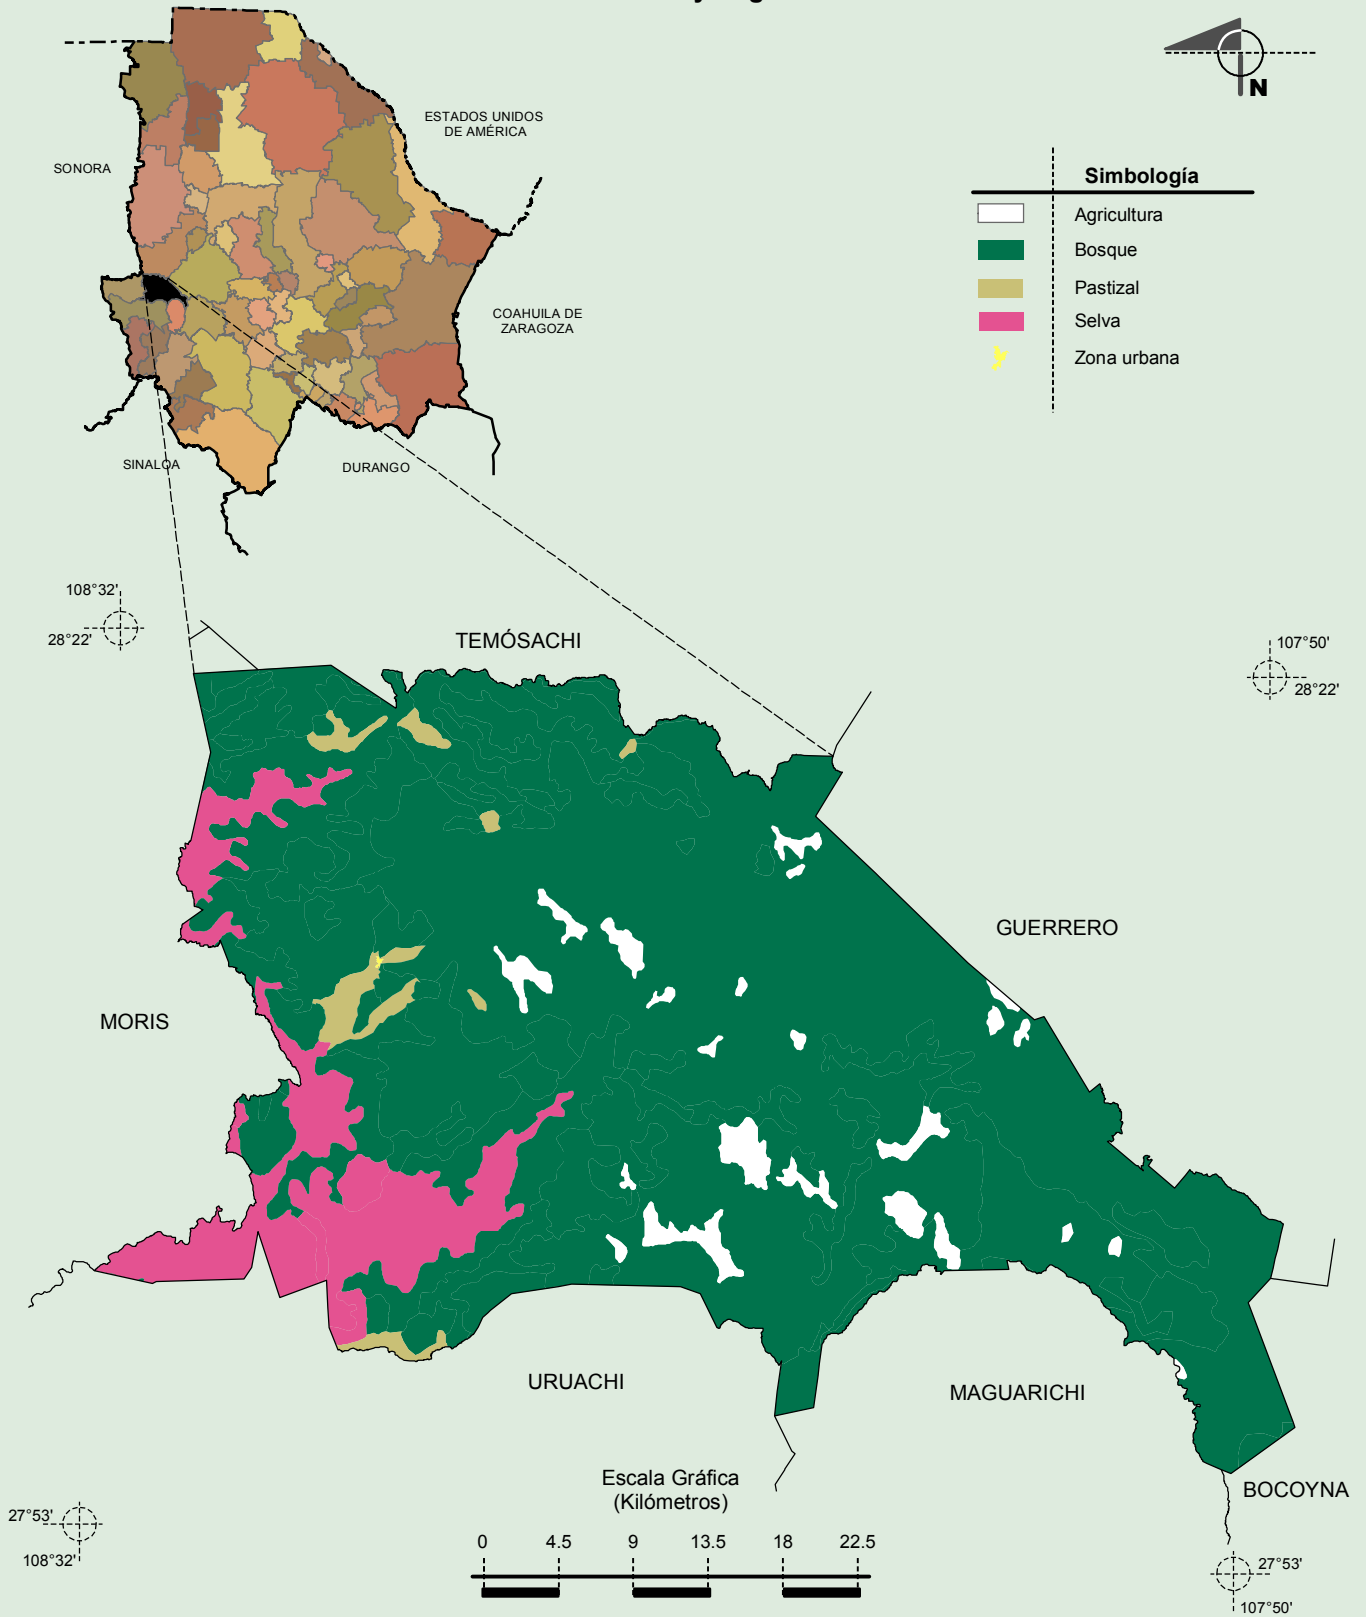 N
ESTADOS UNIDOS
DE AMÉRICA
SONORA
COAHUILA DE
ZARAGOZA
SINALOA
DURANGO
Simbología
Agricultura
Bosque
Pastizal
Selva
Zona urbana
108°32'
28°22'
107°50'
28°22'
TEMÓSACHI
GUERRERO
MORIS
URUACHI
MAGUARICHI
BOCOYNA
Escala Gráfica
(Kilómetros)
0 4.5 9 13.5 18 22.5
27°53'
108°32'
27°53'
107°50'